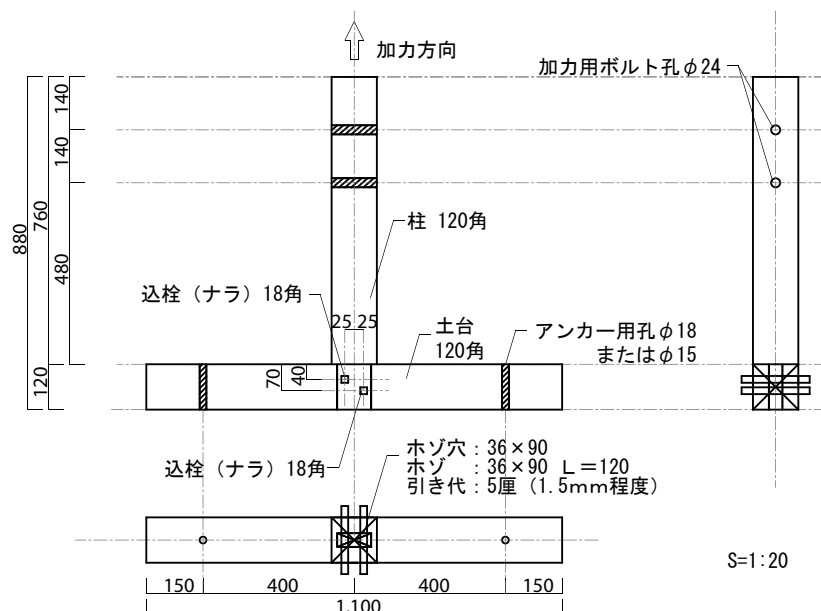 加力方向
加力用ボルト孔φ24
140
140
760
880
480
柱 120角
込栓（ナラ）18角
25 25
土台
120角
アンカー用孔φ18
またはφ15
120
70
40
込栓（ナラ）18角
ホゾ穴：36×90
ホゾ　：36×90 L＝120
引き代：5厘（1.5mm程度）
S=1:20
150
400
400
150
1,100